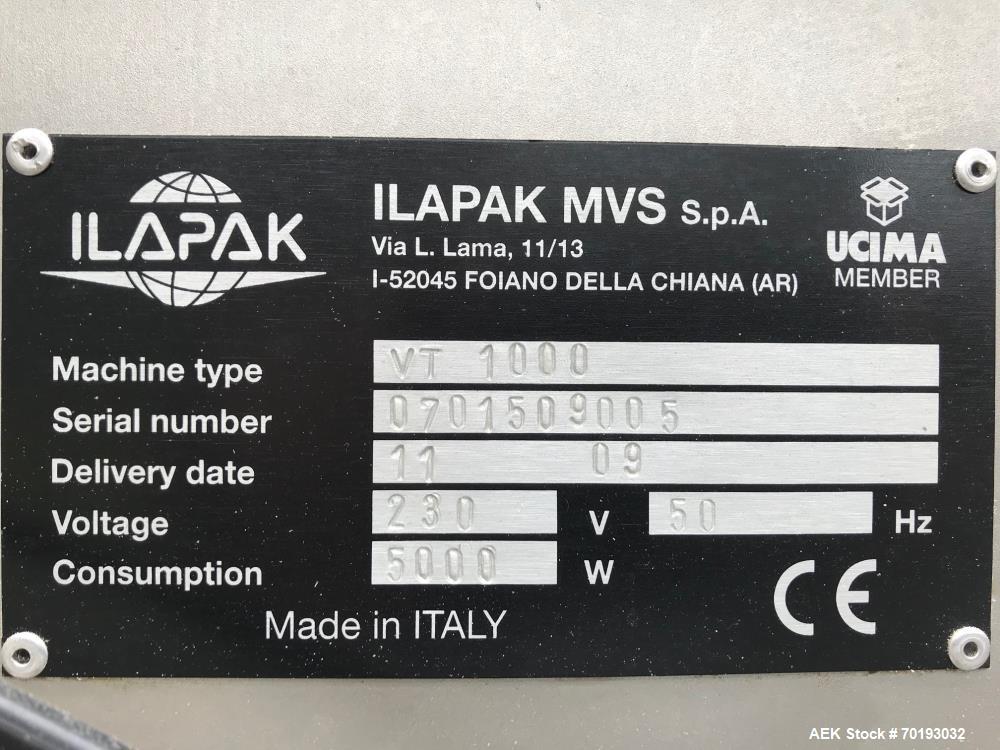 ILAPAK
ILAPAK MVS S.p.A.
Via L. Lama, 11/13
I-52045 FOIANO DELLA CHIANA (AR)
UCIMA
MEMBER
Machine type VT 1000
Serial number 0701509005
Delivery date 11 09
Voltage 230 V 50 Hz
Consumption 5000 W
Made in ITALY
CE
AEK Stock # 70193032